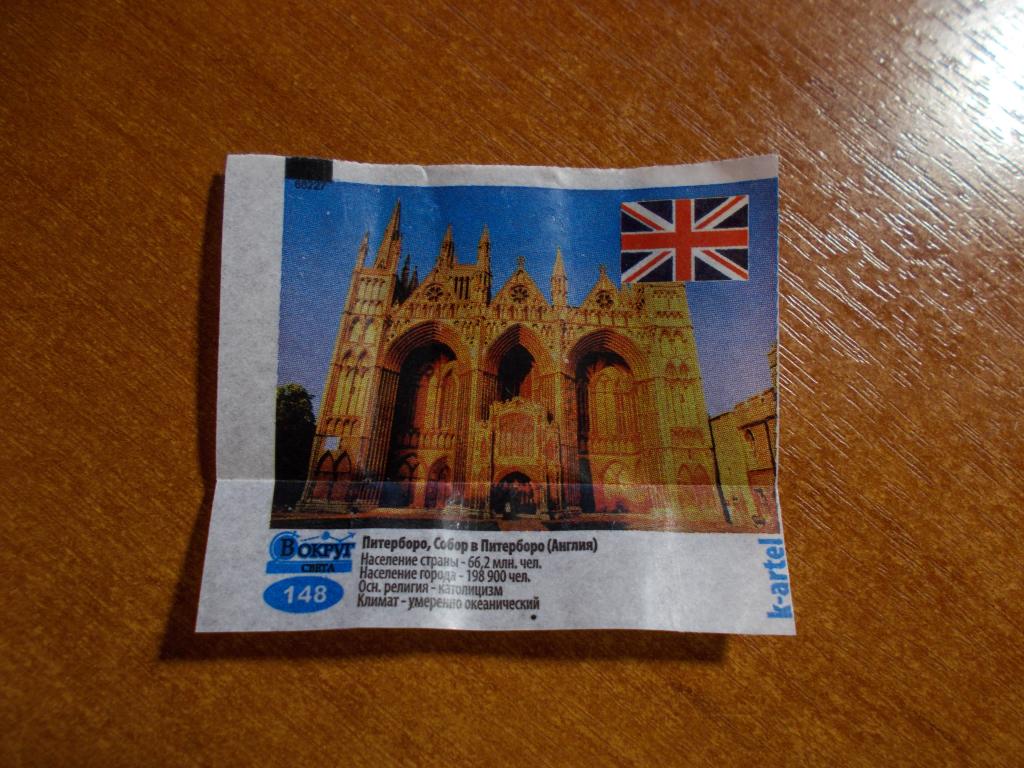 68227
Вокруг
света
148
Питерборо, Собор в Питерборо (Англия)
Население страны - 66,2 млн. чел.
Население города - 198 900 чел.
Осн. религия - католицизм
Климат - умеренно океанический
k-artel